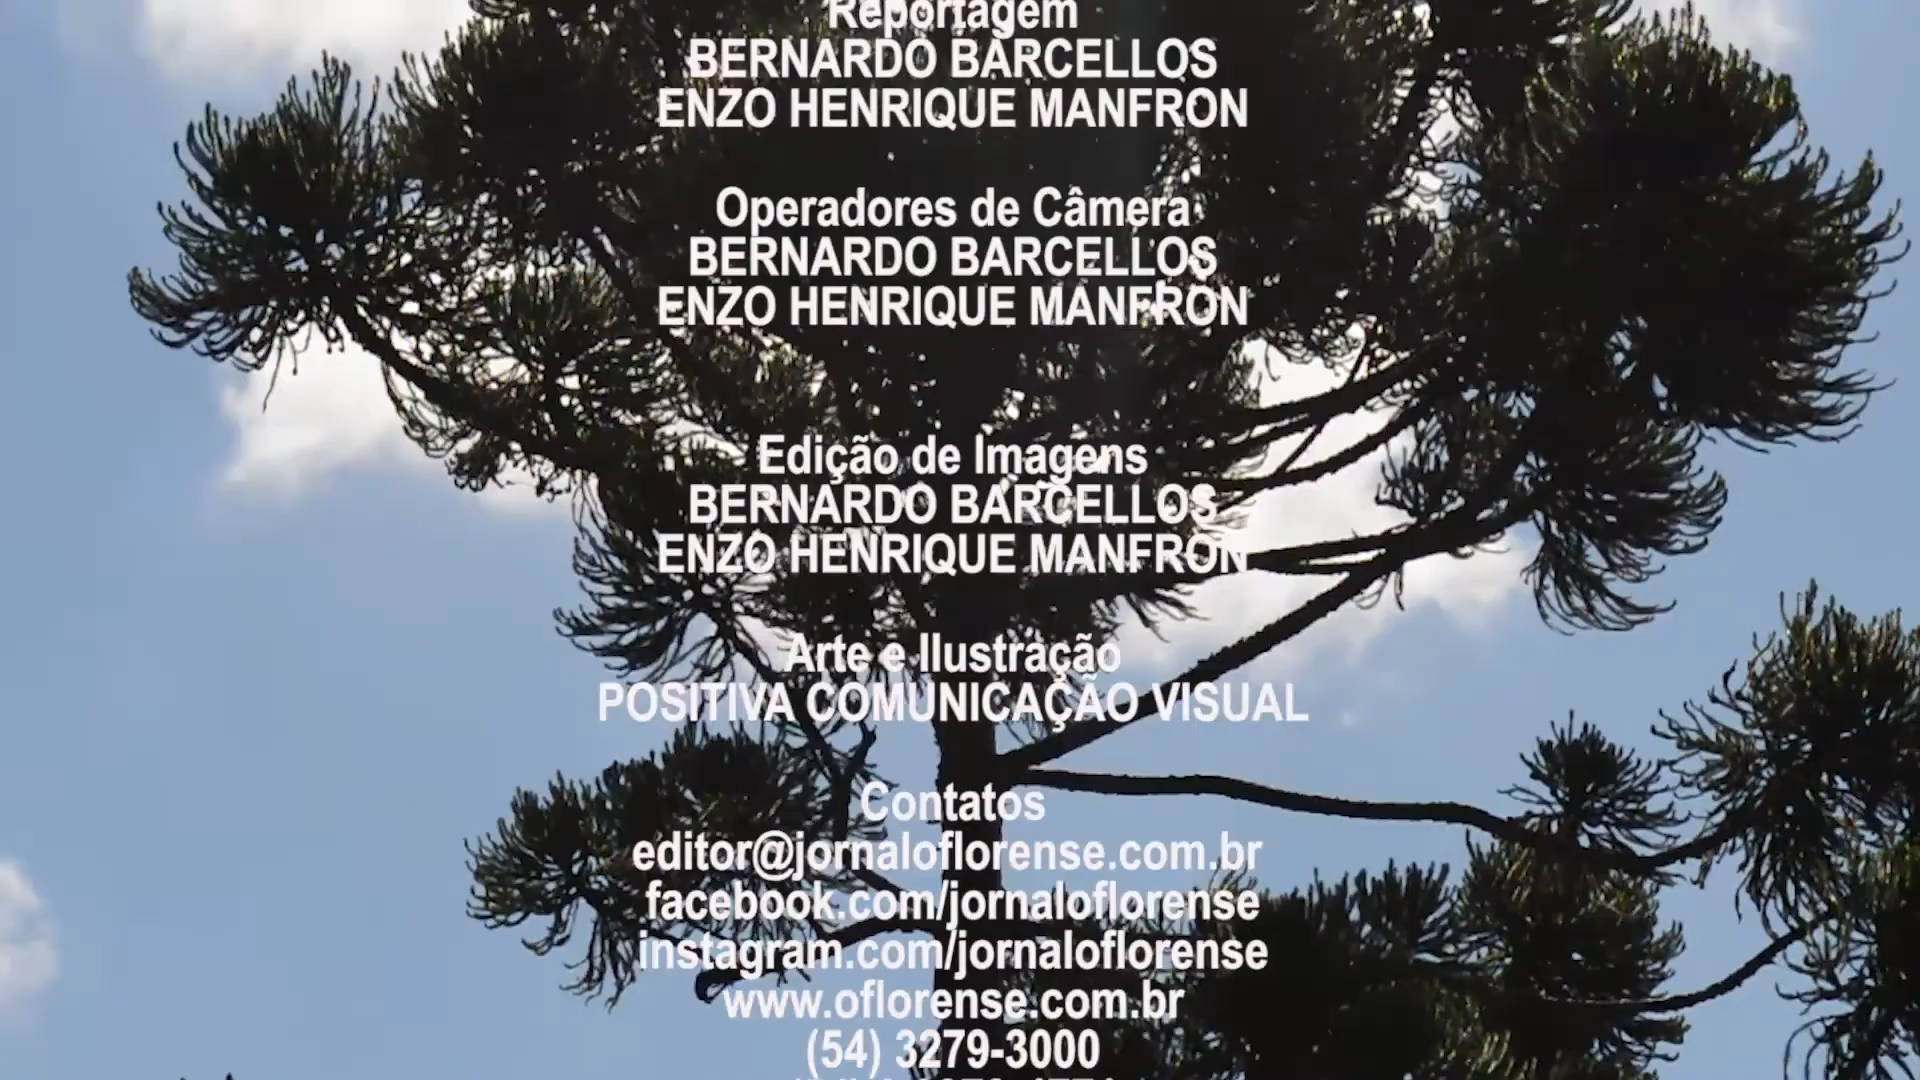 Reportagem
BERNARDO BARCELLOS
ENZO HENRIQUE MANFRON
Operadores de Câmera
BERNARDO BARCELLOS
ENZO HENRIQUE MANFRON
Edição de Imagens
BERNARDO BARCELLOS
ENZO HENRIQUE MANFRON
Arte e Ilustração
POSITIVA COMUNICAÇÃO VISUAL
Contatos
editor@jornaloflorense.com.br
facebook.com/jornaloflorense
instagram.com/jornaloflorense
www.oflorense.com.br
(54) 3279-3000